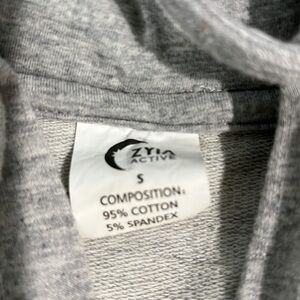 ZYIA
ACTIVE
S
COMPOSITION:
95% COTTON
5% SPANDEX